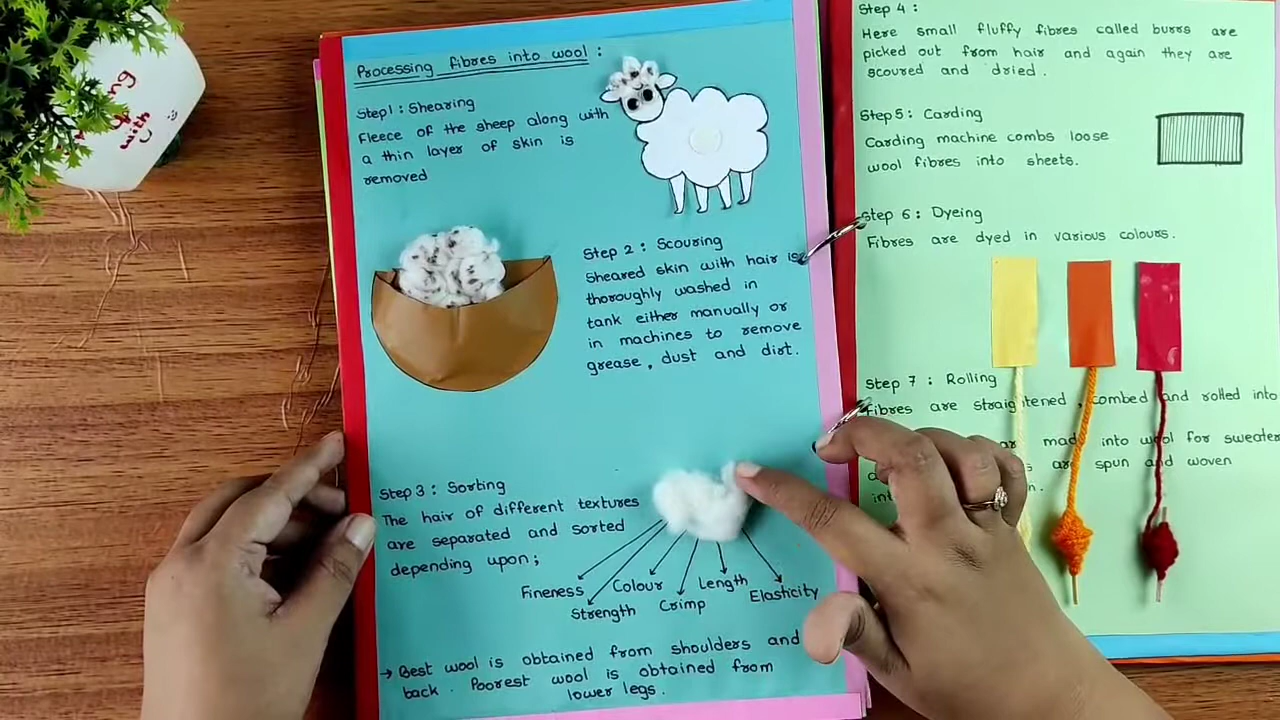 with
Processing fibres into wool :
Step 1 : Shearing
Fleece of the sheep along with
a thin layer of skin is
removed
Step 2 : Scouring
Sheared skin with hair is
thoroughly washed in
tank either manually or
in machines to remove
grease , dust and dirt.
Step 3 : Sorting
The hair of different textures
are separated and sorted
depending upon;
Fineness Colour Length Elasticity
Strength Crimp
→ Best wool is obtained from shoulders and
back . Poorest wool is obtained from
lower legs .
Step 4 :
Here small fluffy fibres called burrs are
picked out from hair and again they are
scoured and dried .
Step 5 : Carding
Carding machine combs loose
wool fibres into sheets.
Step 6 : Dyeing
Fibres are dyed in various colours.
Step 7 : Rolling
Fibres are straightened , combed and rolled into
made into wool for sweater
are spun and woven